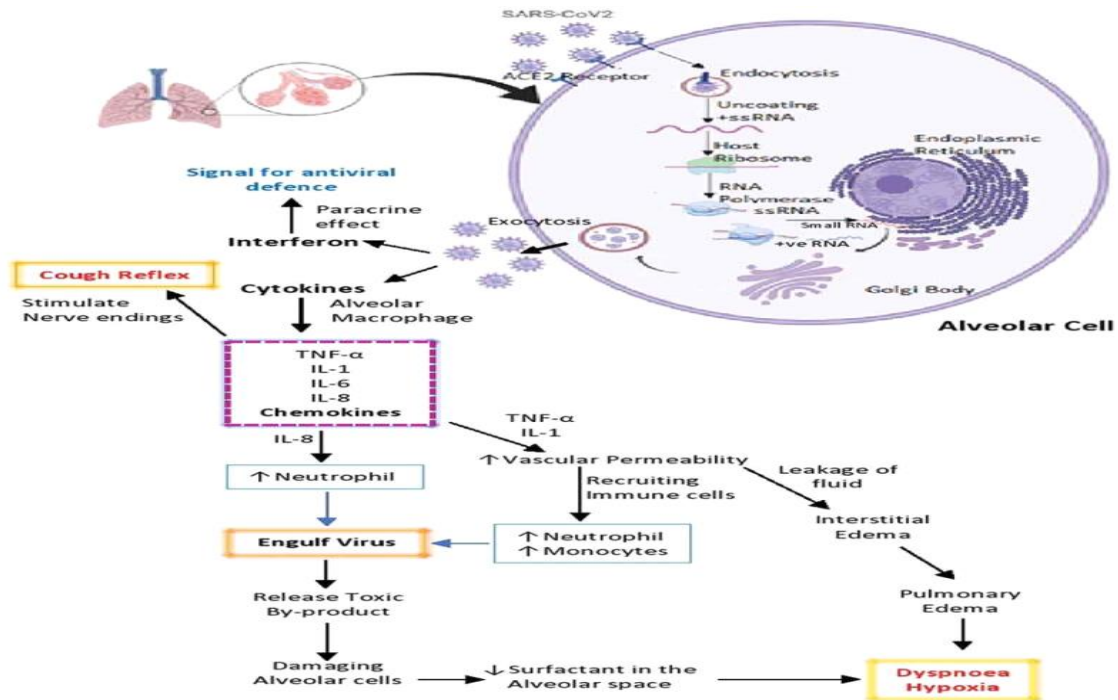 SARS-CoV2
ACE2 Receptor
Endocytosis
Uncoating
+ssRNA
Host
Ribosome
RNA
Polymerase
ssRNA
Small RNA
+ve RNA
Endoplasmic
Reticulum
Golgi Body
Exocytosis
Alveolar Cell
Signal for antiviral
defence
Paracrine
effect
Interferon
Cough Reflex
Stimulate
Nerve endings
Cytokines
Alveolar
Macrophage
TNF-α
IL-1
IL-6
IL-8
Chemokines
IL-8
↑ Neutrophil
TNF-α
IL-1
↑ Vascular Permeability
Recruiting
Immune cells
Leakage of
fluid
Engulf Virus
↑ Neutrophil
↑ Monocytes
Interstitial
Edema
Release Toxic
By-product
Pulmonary
Edema
Damaging
Alveolar cells
↓ Surfactant in the
Alveolar space
Dyspnoea
Hypoxia